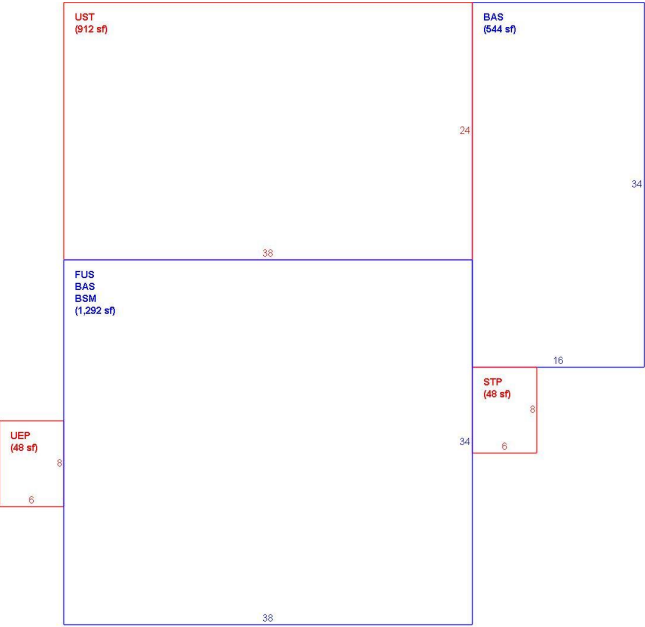 UST
(912 sf)
BAS
(544 sf)
24
34
38
FUS
BAS
BSM
(1,292 sf)
16
STP
(48 sf)
8
6
UEP
(48 sf)
8
6
34
38